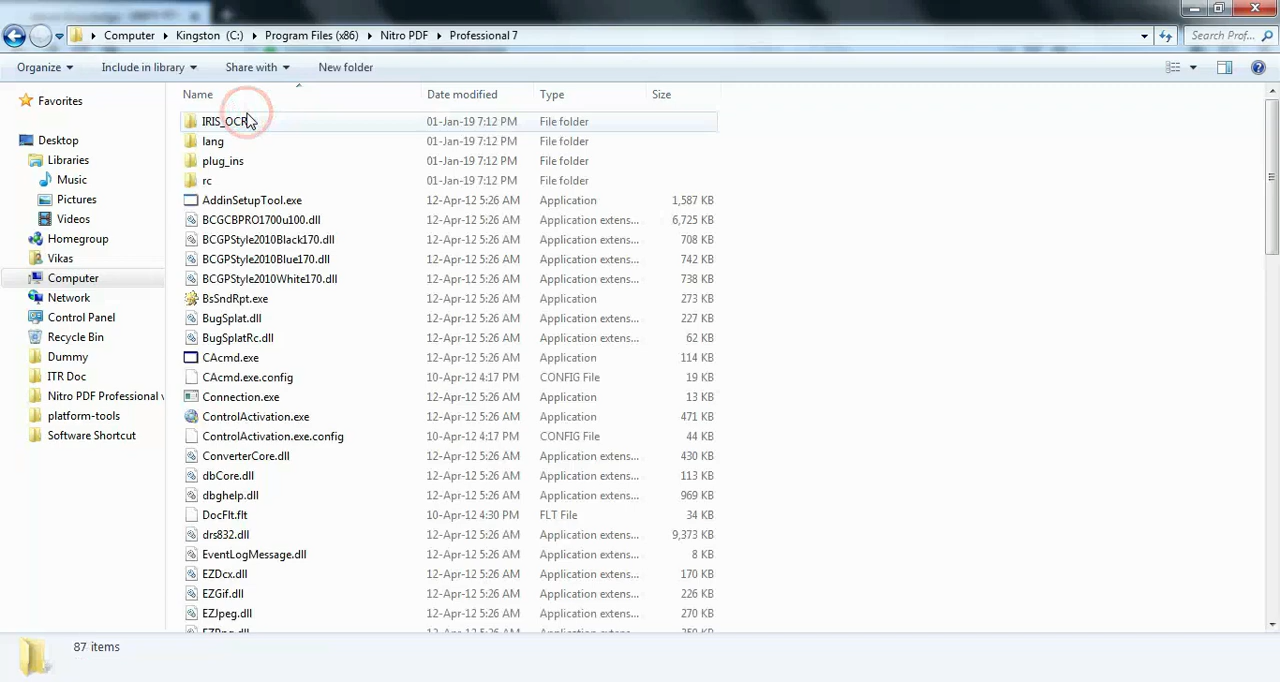 Computer ▸ Kingston (C:) ▸ Program Files (x86) ▸ Nitro PDF ▸ Professional 7
Search Prof...
Organize Include in library Share with New folder
Name Date modified Type Size
Favorites
Desktop
Libraries
Music
Pictures
Videos
Homegroup
Vikas
Computer
Network
Control Panel
Recycle Bin
Dummy
ITR Doc
Nitro PDF Professional v
platform-tools
Software Shortcut
IRIS_OCR 01-Jan-19 7:12 PM File folder
lang 01-Jan-19 7:12 PM File folder
plug_ins 01-Jan-19 7:12 PM File folder
rc 01-Jan-19 7:12 PM File folder
AddinSetupTool.exe 12-Apr-12 5:26 AM Application 1,587 KB
BCGCBPRO1700u100.dll 12-Apr-12 5:26 AM Application extens... 6,725 KB
BCGPStyle2010Black170.dll 12-Apr-12 5:26 AM Application extens... 708 KB
BCGPStyle2010Blue170.dll 12-Apr-12 5:26 AM Application extens... 742 KB
BCGPStyle2010White170.dll 12-Apr-12 5:26 AM Application extens... 738 KB
BsSndRpt.exe 12-Apr-12 5:26 AM Application 273 KB
BugSplat.dll 12-Apr-12 5:26 AM Application extens... 227 KB
BugSplatRc.dll 12-Apr-12 5:26 AM Application extens... 62 KB
CAcmd.exe 12-Apr-12 5:26 AM Application 114 KB
CAcmd.exe.config 10-Apr-12 4:17 PM CONFIG File 19 KB
Connection.exe 12-Apr-12 5:26 AM Application 13 KB
ControlActivation.exe 12-Apr-12 5:26 AM Application 471 KB
ControlActivation.exe.config 10-Apr-12 4:17 PM CONFIG File 44 KB
ConverterCore.dll 12-Apr-12 5:26 AM Application extens... 430 KB
dbCore.dll 12-Apr-12 5:26 AM Application extens... 113 KB
dbghelp.dll 12-Apr-12 5:26 AM Application extens... 969 KB
DocFlt.flt 10-Apr-12 4:30 PM FLT File 34 KB
drs832.dll 12-Apr-12 5:26 AM Application extens... 9,373 KB
EventLogMessage.dll 12-Apr-12 5:26 AM Application extens... 8 KB
EZDcx.dll 12-Apr-12 5:26 AM Application extens... 170 KB
EZGif.dll 12-Apr-12 5:26 AM Application extens... 226 KB
EZJpeg.dll 12-Apr-12 5:26 AM Application extens... 270 KB
87 items